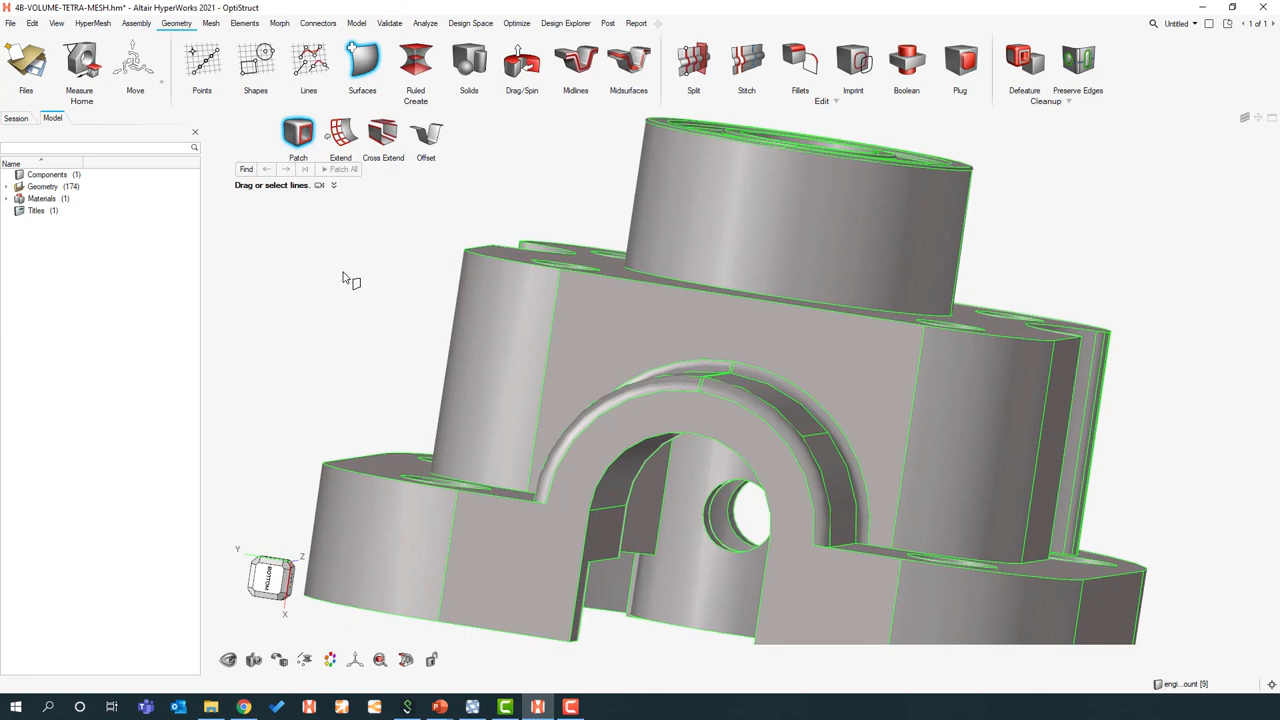 4B-VOLUME-TETRA-MESH.hm* - Altair HyperWorks 2021 - OptiStruct
File Edit View HyperMesh Assembly Geometry Mesh Elements Morph Connectors Model Validate Analyze Design Space Optimize Design Explorer Post Report Untitled 1 of 1
Files Measure Move Points Shapes Lines Surfaces Ruled Solids Drag/Spin Midlines Midsurfaces Split Stitch Fillets Imprint Boolean Plug Defeature Preserve Edges
Home Create Edit Cleanup
Session Model
Patch Extend Cross Extend Offset
Name
Find Patch All
Components (1)
Drag or select lines.
Geometry (174)
Materials (1)
Titles (1)
Y Z
BOTTOM
X
engi...ount [9]